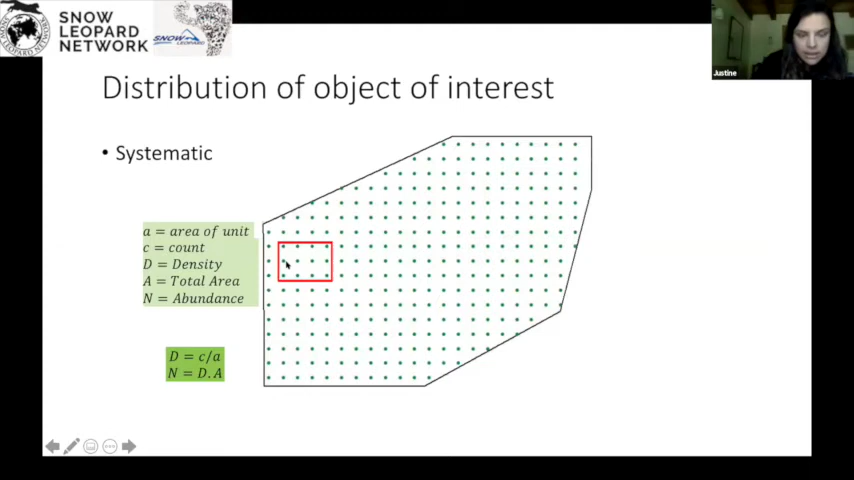 SNOW
LEOPARD
NETWORK
SNOW
LEOPARD
Justine
Distribution of object of interest
• Systematic
a = area of unit
c = count
D = Density
A = Total Area
N = Abundance
D = c/a
N = D.A